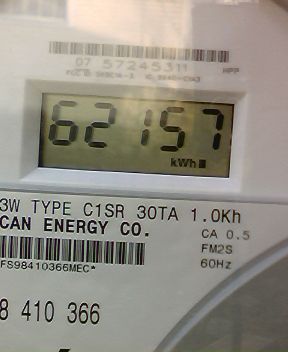 07 57245311
62157
kWh
3W TYPE C1SR 30TA 1.0Kh
CAN ENERGY CO.
CA 0.5
FM2S
60Hz
FS98410366MEC*
8 410 366